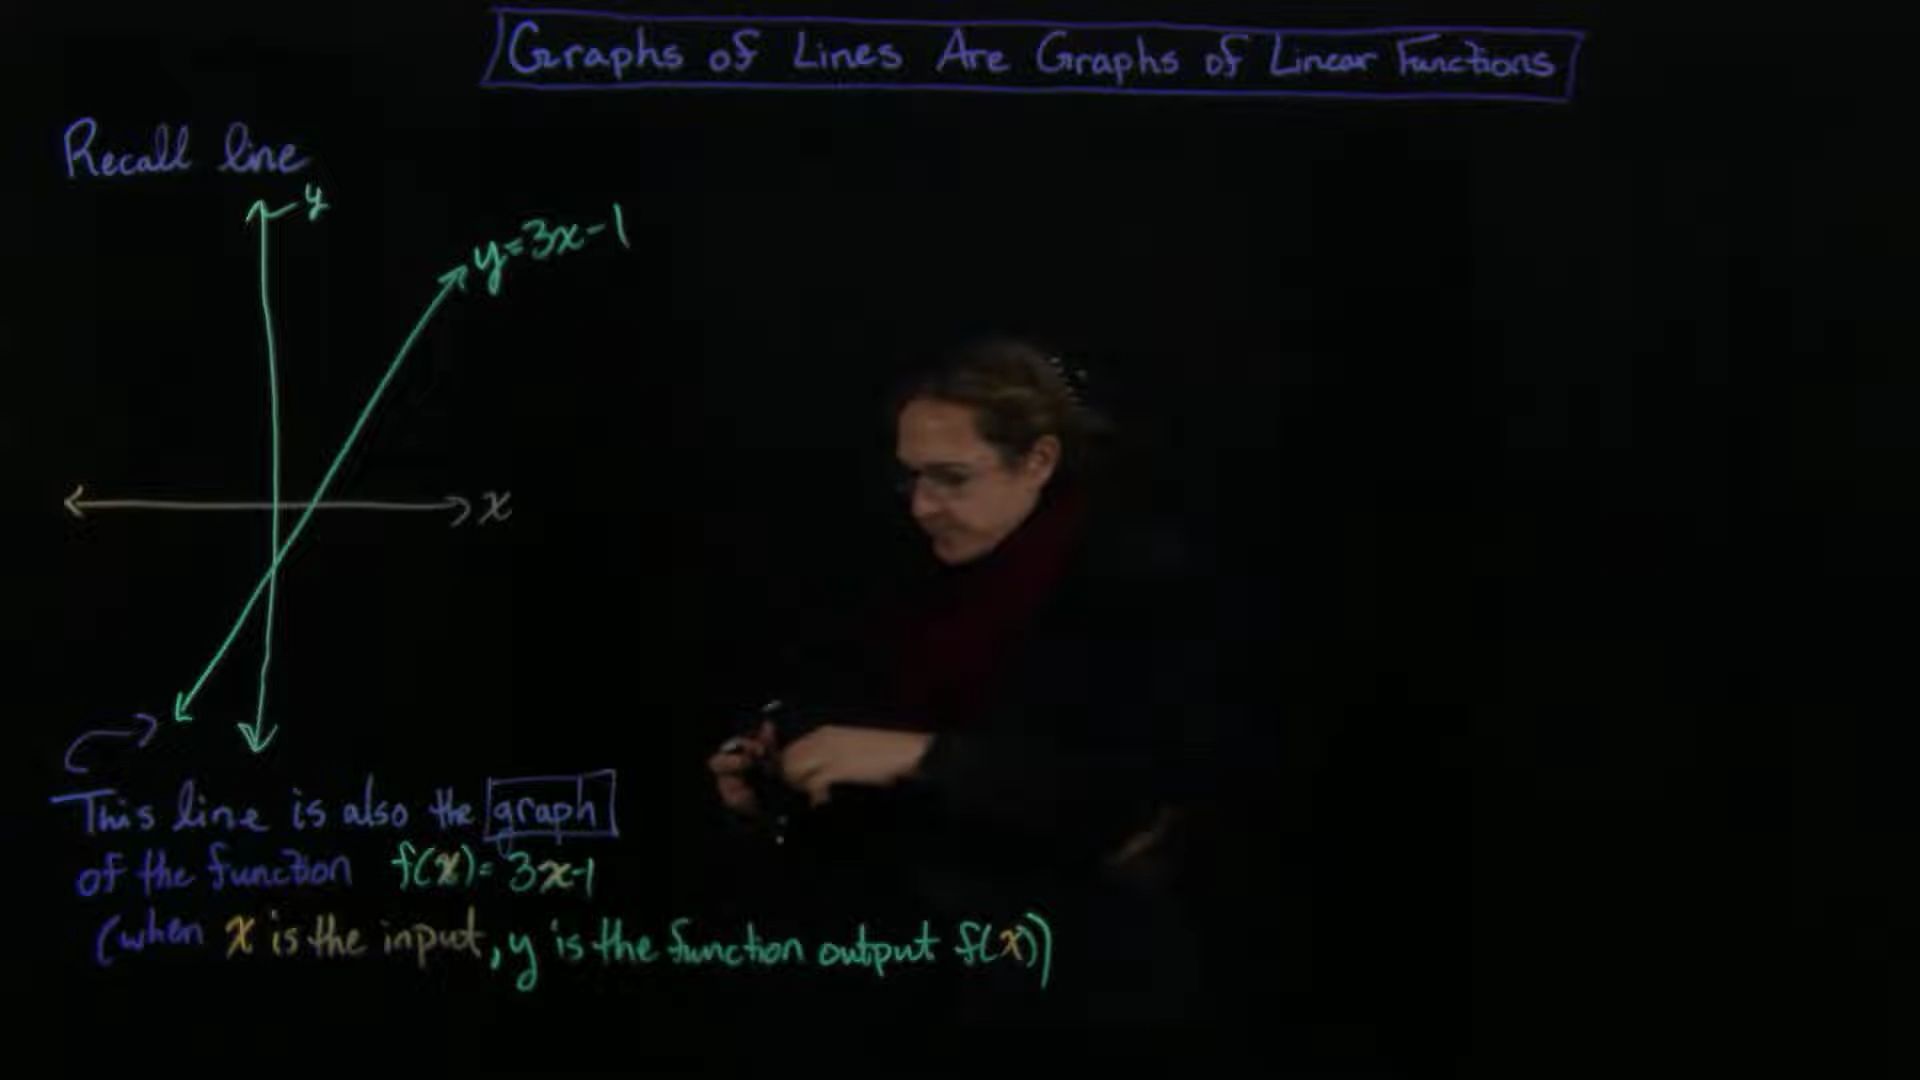 Graphs of Lines Are Graphs of Linear Functions
Recall line
y
y=3x-1
x
This line is also the graph
of the function f(x)=3x-1
(when x is the input, y is the function output f(x))